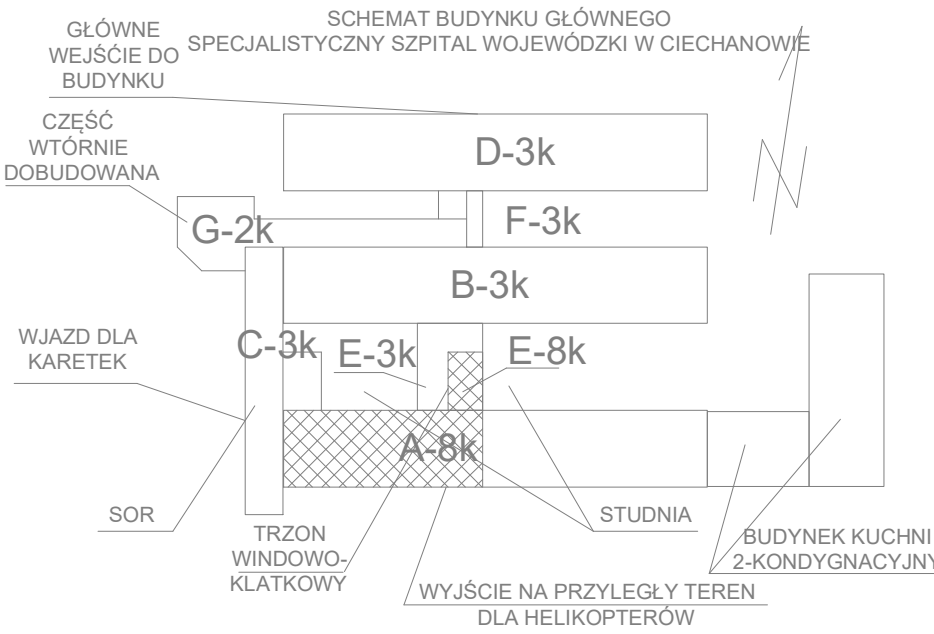 SCHEMAT BUDYNKU GŁÓWNEGO
SPECJALISTYCZNY SZPITAL WOJEWÓDZKI W CIECHANOWIE
GŁÓWNE
WEJŚĆIE DO
BUDYNKU
CZĘŚĆ
WTÓRNIE
DOBUDOWANA
D-3k
G-2k
F-3k
B-3k
WJAZD DLA
KARETEK
C-3k
E-3k
E-8k
A-8k
SOR
TRZON
WINDOWO-
KLATKOWY
STUDNIA
BUDYNEK KUCHNI
2-KONDYGNACYJNY
WYJŚCIE NA PRZYLEGŁY TEREN
DLA HELIKOPTERÓW